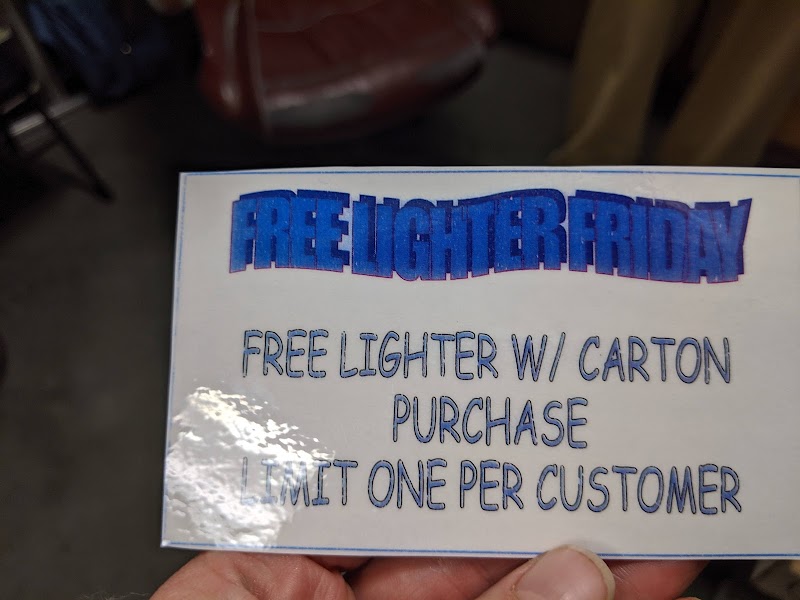 FREE LIGHTER FRIDAY
FREE LIGHTER W/ CARTON
PURCHASE
LIMIT ONE PER CUSTOMER